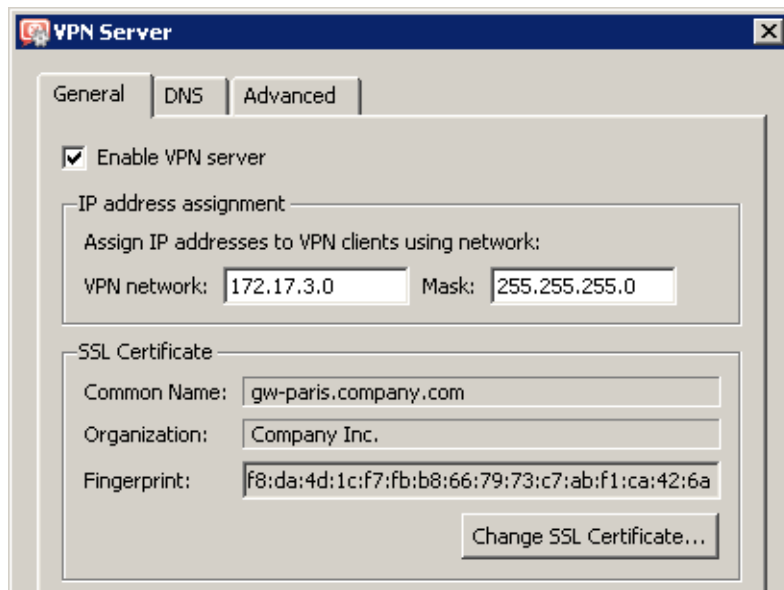 VPN Server
General DNS Advanced
Enable VPN server
IP address assignment
Assign IP addresses to VPN clients using network:
VPN network: 172.17.3.0 Mask: 255.255.255.0
SSL Certificate
Common Name: gw-paris.company.com
Organization: Company Inc.
Fingerprint: f8:da:4d:1c:f7:fb:b8:66:79:73:c7:ab:f1:ca:42:6a
Change SSL Certificate...